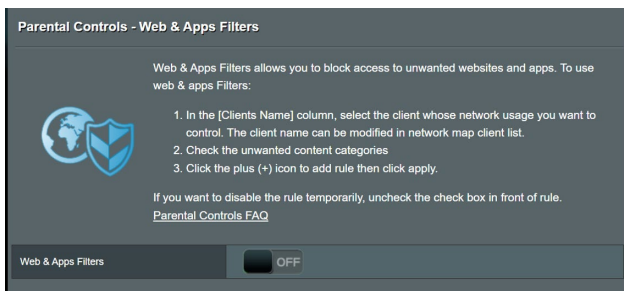 Parental Controls - Web & Apps Filters
Web & Apps Filters allows you to block access to unwanted websites and apps. To use
web & apps Filters:
1. In the [Clients Name] column, select the client whose network usage you want to
control. The client name can be modified in network map client list.
2. Check the unwanted content categories
3. Click the plus (+) icon to add rule then click apply.
If you want to disable the rule temporarily, uncheck the check box in front of rule.
Parental Controls FAQ
Web & Apps Filters
OFF